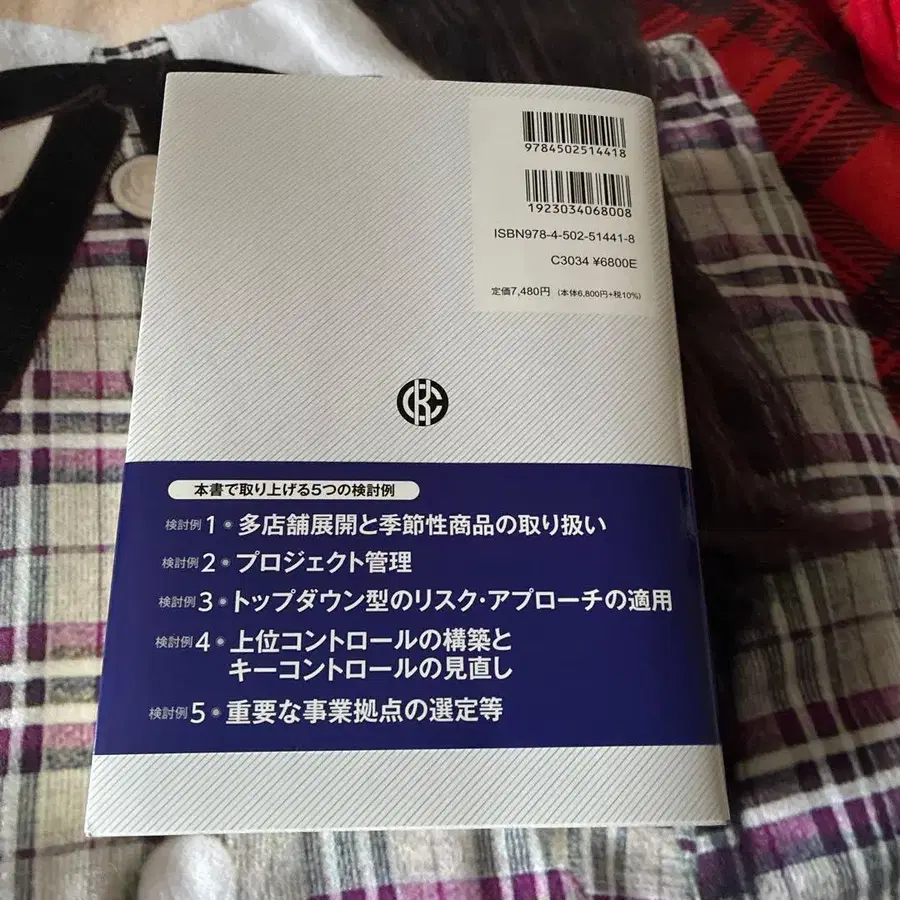 9784502514418
1923034068008
ISBN978-4-502-51441-8
C3034 ¥6800E
定価7,480円 (本体6,800円+税10%)
本書で取り上げる5つの検討例
検討例1 多店舗展開と季節性商品の取り扱い
検討例2 プロジェクト管理
検討例3 トップダウン型のリスク・アプローチの適用
検討例4 上位コントロールの構築と
キーコントロールの見直し
検討例5 重要な事業拠点の選定等